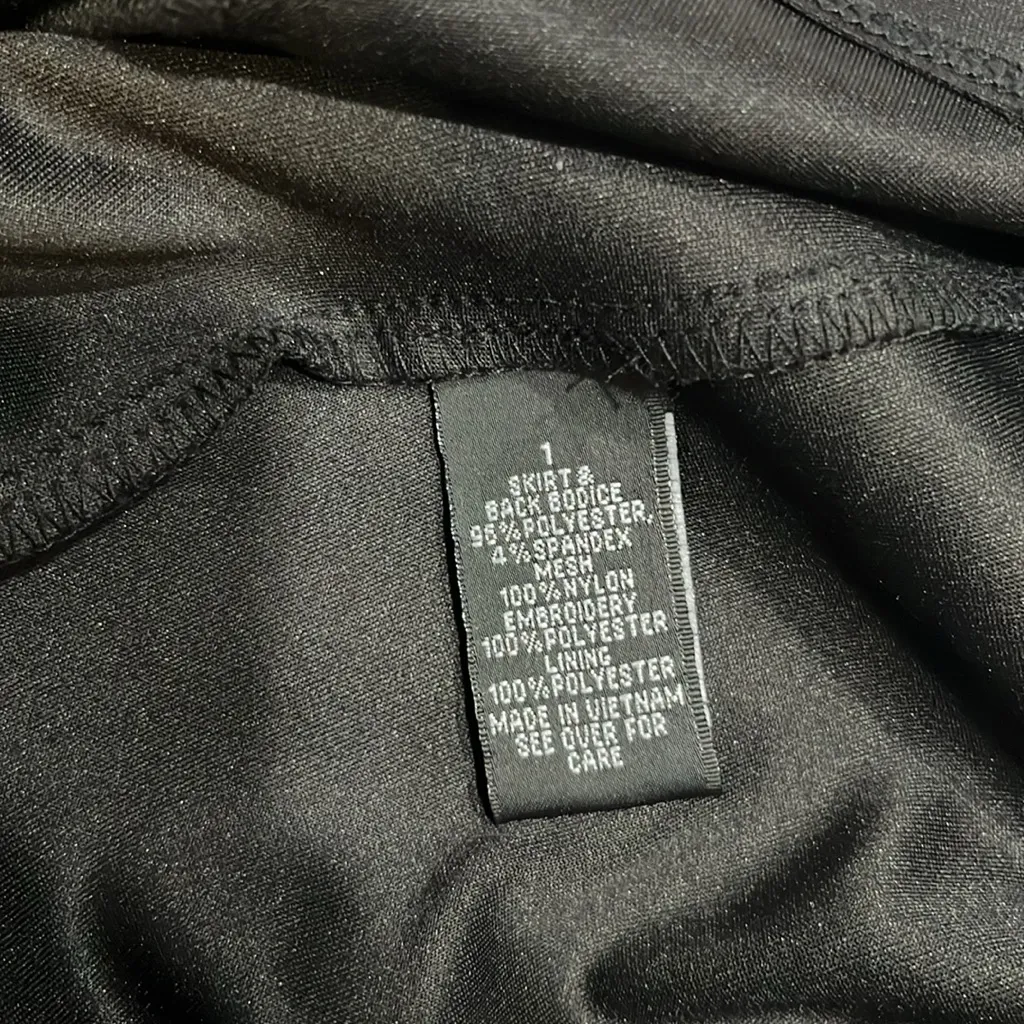 1
SKIRT &
BACK BODICE
96%POLYESTER,
4%SPANDEX
MESH
100%NYLON
EMBROIDERY
100%POLYESTER
LINING
100%POLYESTER
MADE IN VIETNAM
SEE OVER FOR
CARE